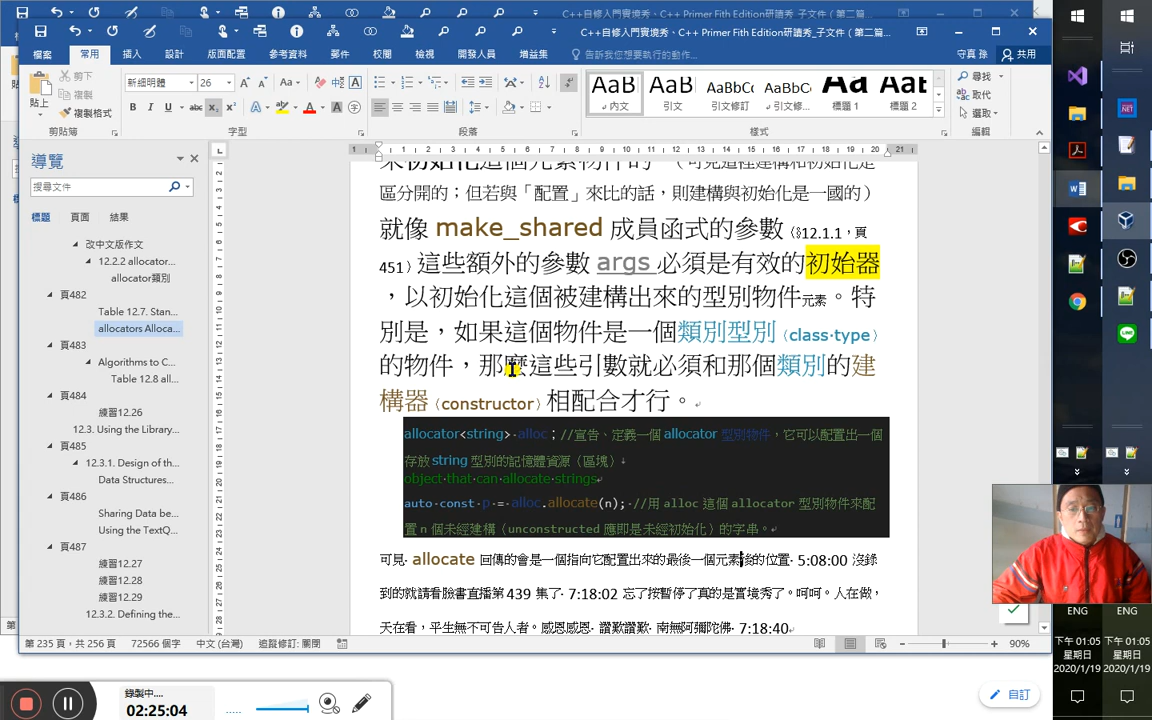 C++自修入門實境秀、C++ Primer Fith Edition研讀秀_子文件（第二篇...
C++自修入門實境秀、C++ Primer Fith Edition研讀秀_子文件（第二篇...
檔案 常用 插入 設計 版面配置 參考資料 郵件 校閱 檢視 開發人員 增益集 告訴我您想要執行的動作... 守真 孫 共用
貼上 剪下 複製 複製格式
新細明體 26
AaB AaB AaBbCc AaBbCc AaB AaB
內文 引文 引文修訂 引文修... 標題 1 標題 2
尋找 取代 選取
剪貼簿 字型 段落 樣式 編輯
導覽
搜尋文件
標題 頁面 結果
改中文版作文
12.2.2 allocator...
allocator類別
頁482
Table 12.7. Stan...
allocators Alloca...
頁483
Algorithms to C...
Table 12.8 all...
頁484
練習12.26
12.3. Using the Library...
頁485
12.3.1. Design of th...
Data Structures...
頁486
Sharing Data be...
Using the TextQ...
頁487
練習12.27
練習12.28
練習12.29
12.3.2. Defining the...
區分開的；但若與「配置」來比的話，則建構與初始化是一國的）
就像 make_shared 成員函式的參數（§12.1.1，頁
451）這些額外的參數 args 必須是有效的初始器
，以初始化這個被建構出來的型別物件元素。特
別是，如果這個物件是一個類別型別（class·type）
的物件，那麼這些引數就必須和那個類別的建
構器（constructor）相配合才行。
allocator<string>·alloc；//宣告、定義一個 allocator 型別物件，它可以配置出一個
存放 string 型別的記憶體資源（區塊）
object·that·can·allocate·strings
auto·const·p·=·alloc.allocate(n);·//用 alloc 這個 allocator 型別物件來配
置 n 個未經建構（unconstructed 應即是未經初始化）的字串。
可見· allocate 回傳的會是一個指向它配置出來的最後一個元素後的位置· 5:08:00 沒錄
到的就請看臉書直播第 439 集了· 7:18:02 忘了按暫停了真的是實境秀了。呵呵。人在做，
天在看，平生無不可告人者。感恩感恩· 讚歎讚歎· 南無阿彌陀佛· 7:18:40
第 235 頁，共 256 頁 72566 個字 中文 (台灣) 追蹤修訂: 關閉 90%
錄製中....
02:25:04
自訂
ENG ENG
下午 01:05 下午 01:05
星期日 星期日
2020/1/19 2020/1/19